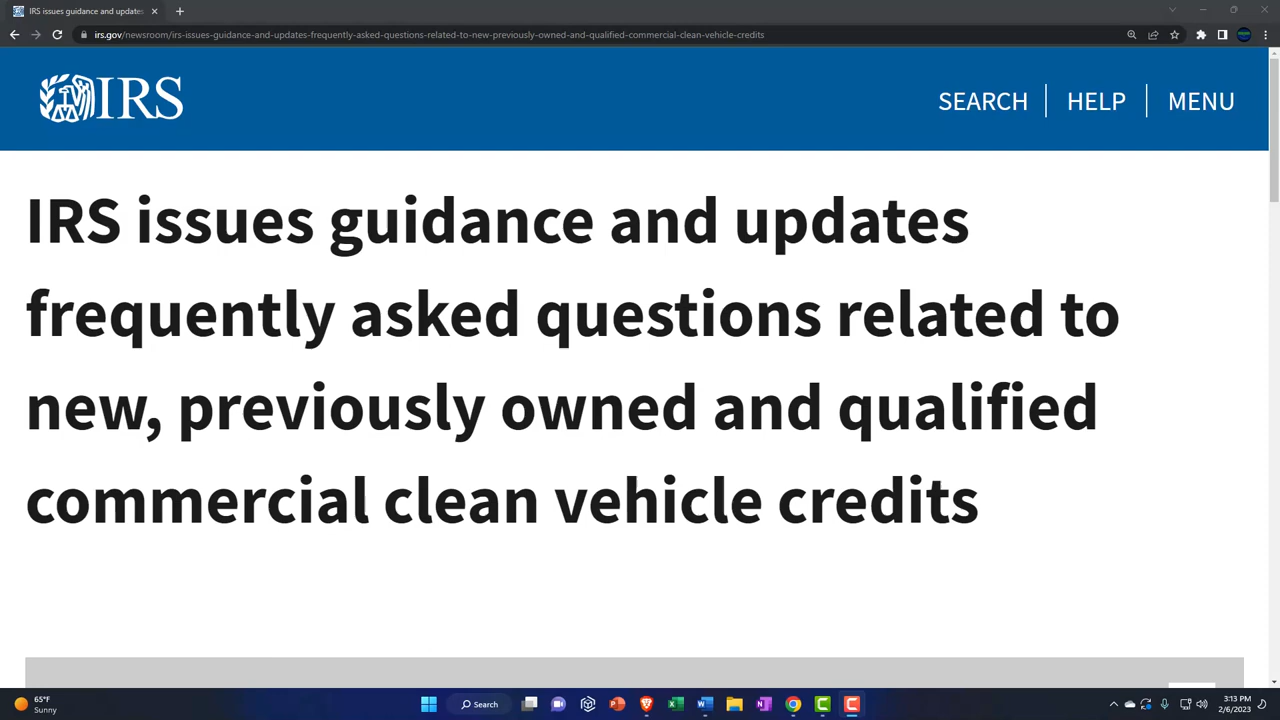 IRS issues guidance and updates
irs.gov/newsroom/irs-issues-guidance-and-updates-frequently-asked-questions-related-to-new-previously-owned-and-qualified-commercial-clean-vehicle-credits
IRS
SEARCH
HELP
MENU
IRS issues guidance and updates
frequently asked questions related to
new, previously owned and qualified
commercial clean vehicle credits
65°F
Sunny
Search
3:13 PM
2/6/2023